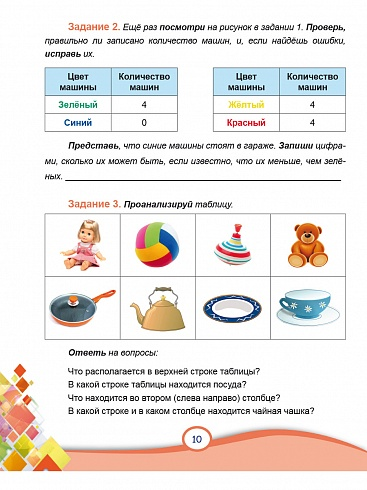 Задание 2. Ещё раз посмотри на рисунок в задании 1. Проверь,
правильно ли записано количество машин, и, если найдёшь ошибки,
исправь их.
Цвет машины Количество машин
Зелёный 4
Синий 0
Цвет машины Количество машин
Жёлтый 4
Красный 4
Представь, что синие машины стоят в гараже. Запиши цифра-
ми, сколько их может быть, если известно, что их меньше, чем зелё-
ных.
Задание 3. Проанализируй таблицу.
Ответь на вопросы:
Что располагается в верхней строке таблицы?
В какой строке таблицы находится посуда?
Что находится во втором (слева направо) столбце?
В какой строке и в каком столбце находится чайная чашка?
10